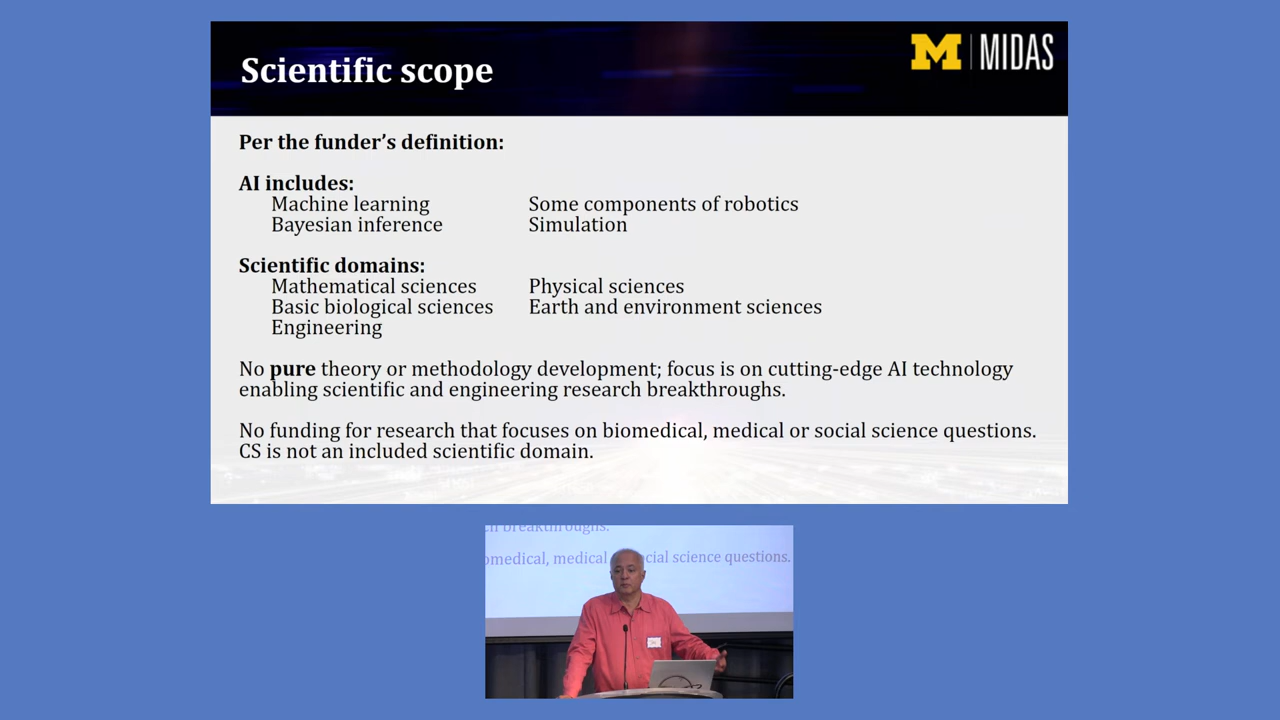 Scientific scope
M | MIDAS
Per the funder's definition:
AI includes:
Machine learning Some components of robotics
Bayesian inference Simulation
Scientific domains:
Mathematical sciences Physical sciences
Basic biological sciences Earth and environment sciences
Engineering
No pure theory or methodology development; focus is on cutting-edge AI technology
enabling scientific and engineering research breakthroughs.
No funding for research that focuses on biomedical, medical or social science questions.
CS is not an included scientific domain.
breakthroughs.
medical social science questions.